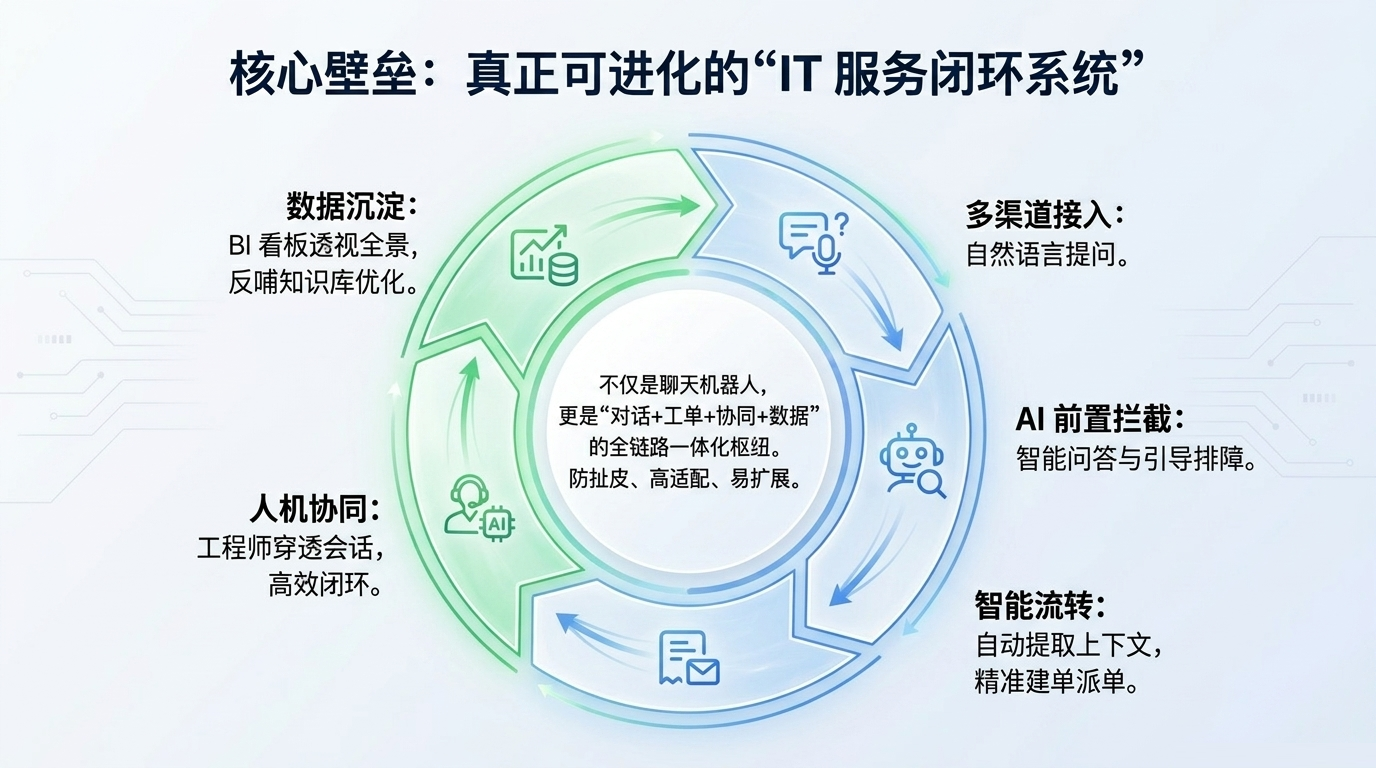 核心壁垒：真正可进化的“IT 服务闭环系统”
多渠道接入：
自然语言提问。
AI 前置拦截：
智能问答与引导排障。
智能流转：
自动提取上下文，
精准建单派单。
人机协同：
工程师穿透会话，
高效闭环。
数据沉淀：
BI 看板透视全景，
反哺知识库优化。
不仅是聊天机器人，
更是“对话+工单+协同+数据”
的全链路一体化枢纽。
防扯皮、高适配、易扩展。
?
AI